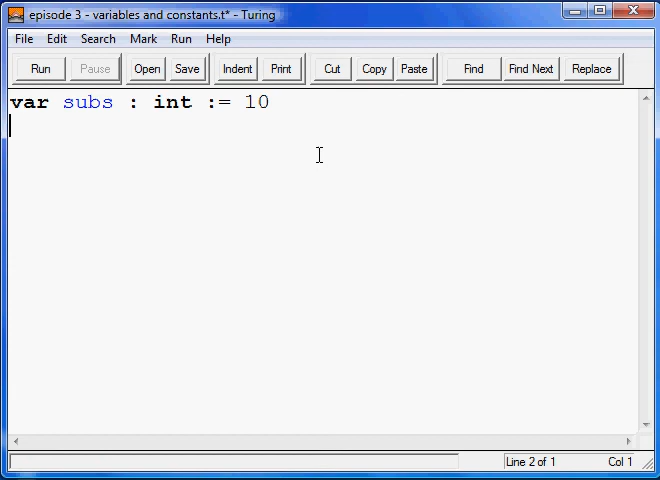 episode 3 - variables and constants.t* - Turing
File Edit Search Mark Run Help
Run Pause Open Save Indent Print Cut Copy Paste Find Find Next Replace
var subs : int := 10
Line 2 of 1 Col 1